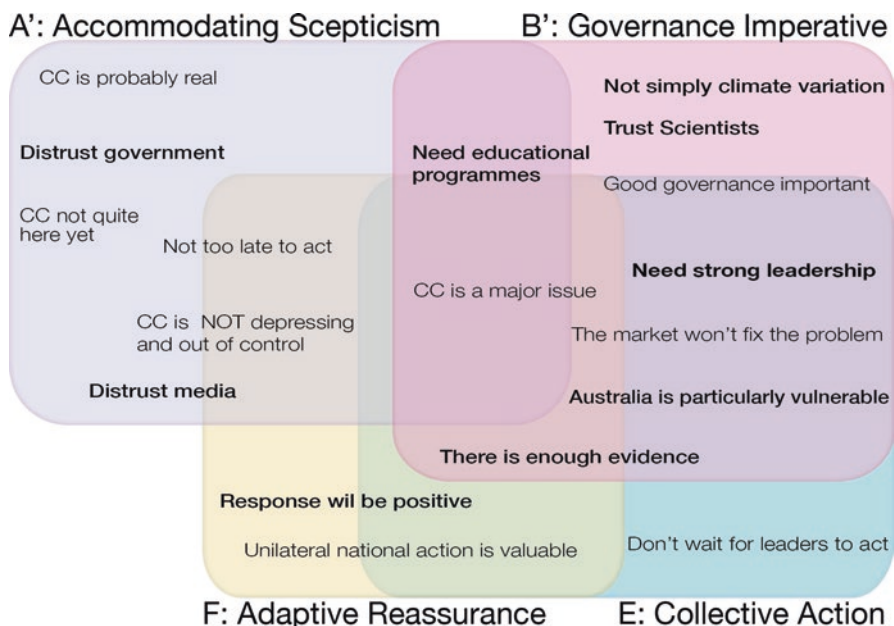 A’: Accommodating Scepticism
B’: Governance Imperative
CC is probably real
Not simply climate variation
Trust Scientists
Distrust government
Need educational
programmes
Good governance important
CC not quite
here yet
Not too late to act
Need strong leadership
CC is a major issue
CC is NOT depressing
and out of control
The market won’t fix the problem
Distrust media
Australia is particularly vulnerable
There is enough evidence
Response wil be positive
Unilateral national action is valuable
Don’t wait for leaders to act
F: Adaptive Reassurance
E: Collective Action